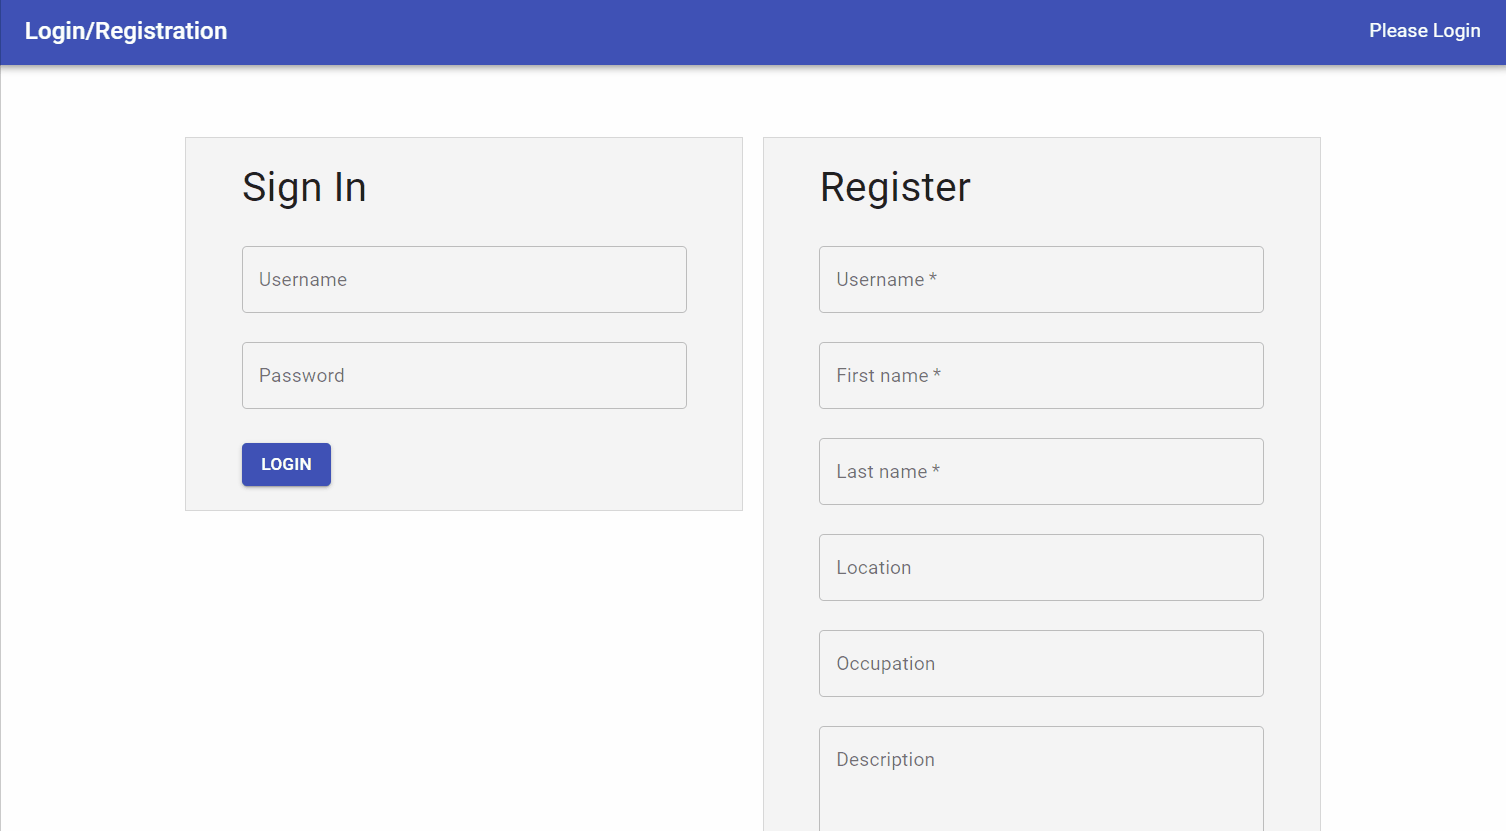 Login/Registration
Please Login
Sign In
Username
Password
LOGIN
Register
Username *
First name *
Last name *
Location
Occupation
Description